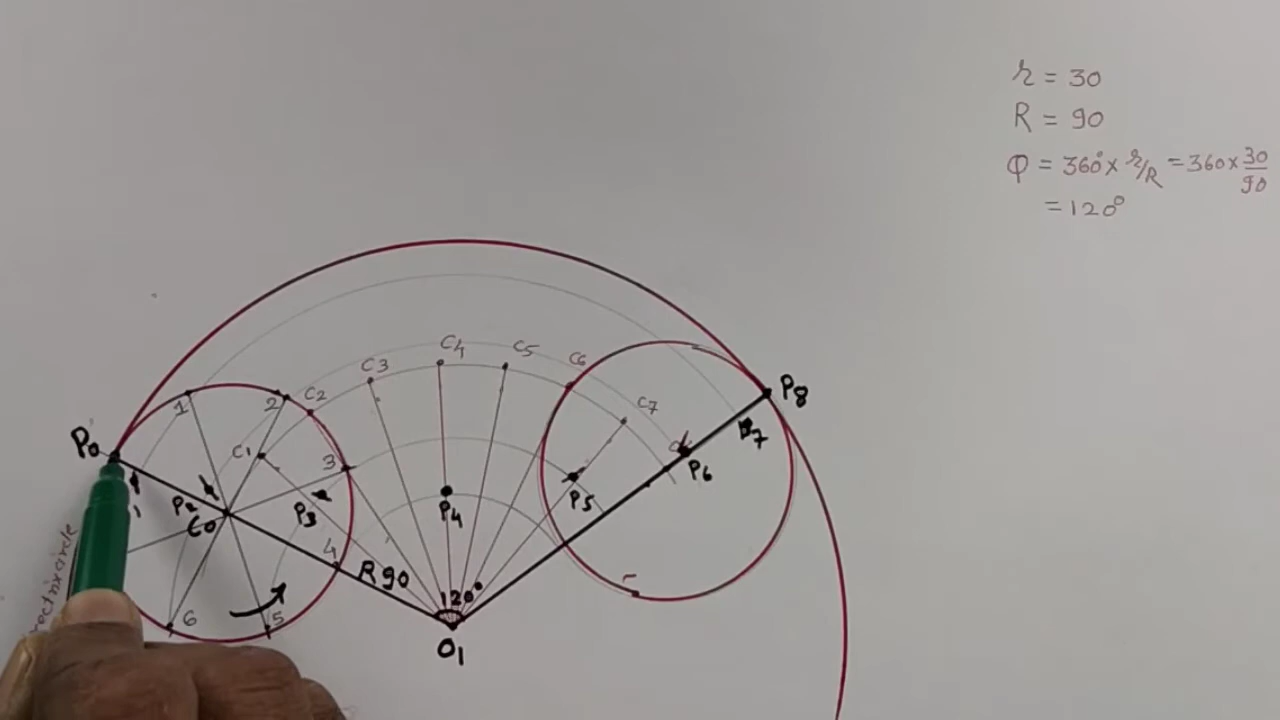 r = 30
R = 90
φ = 360° × r/R = 360 × 30/90
= 120°
C4
C5
C3
C6
C2
C7
P8
1
2
C1
3
P0
P7
P6
P5
P2
P3
P4
C0
4
R90
120°
6
5
O1